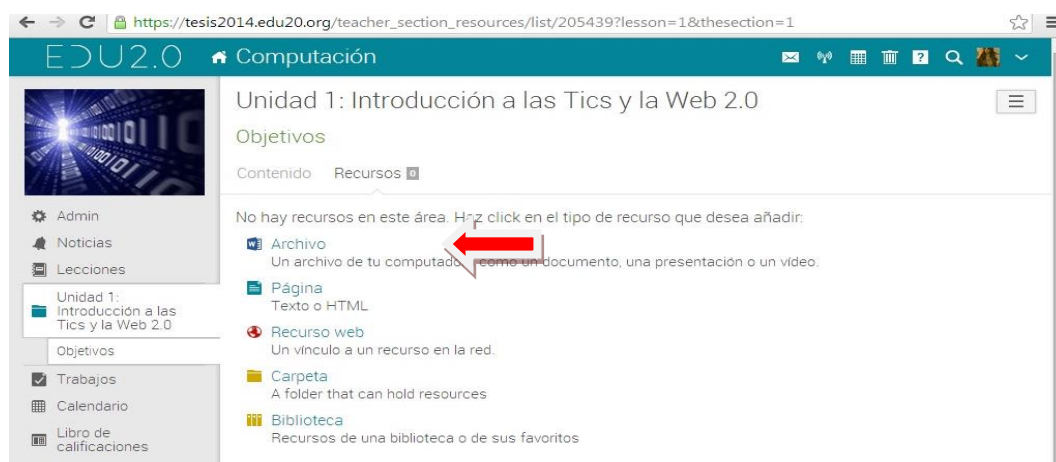 https://tesis2014.edu20.org/teacher_section_resources/list/205439?lesson=1&thesection=1
EDU2.0 Computación
Unidad 1: Introducción a las Tics y la Web 2.0
Objetivos
Contenido Recursos 0
Admin
Noticias
Lecciones
Unidad 1:
Introducción a las
Tics y la Web 2.0
Objetivos
Trabajos
Calendario
Libro de
calificaciones
No hay recursos en este área. Haz click en el tipo de recurso que desea añadir:
Archivo
Un archivo de tu computador, como un documento, una presentación o un vídeo.
Página
Texto o HTML
Recurso web
Un vínculo a un recurso en la red.
Carpeta
A folder that can hold resources
Biblioteca
Recursos de una biblioteca o de sus favoritos